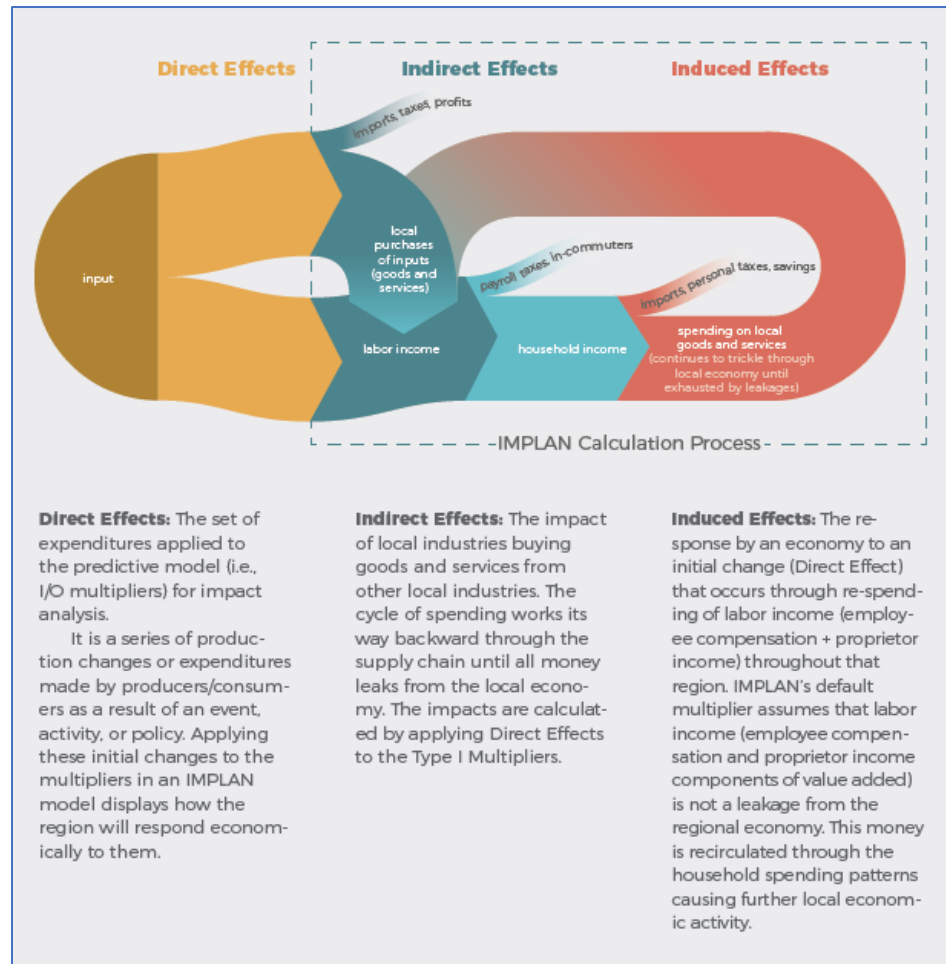 Direct Effects
Indirect Effects
Induced Effects
imports, taxes, profits
local
purchases
of inputs
(goods and
services)
input
payroll taxes, in-commuters
imports, personal taxes, savings
labor income
household income
spending on local
goods and services
(continues to trickle through
local economy until
exhausted by leakages)
IMPLAN Calculation Process
Direct Effects: The set of
expenditures applied to
the predictive model (i.e.,
I/O multipliers) for impact
analysis.
It is a series of produc-
tion changes or expenditures
made by producers/consum-
ers as a result of an event,
activity, or policy. Applying
these initial changes to the
multipliers in an IMPLAN
model displays how the
region will respond econom-
ically to them.
Indirect Effects: The impact
of local industries buying
goods and services from
other local industries. The
cycle of spending works its
way backward through the
supply chain until all money
leaks from the local econo-
my. The impacts are calculat-
ed by applying Direct Effects
to the Type I Multipliers.
Induced Effects: The re-
sponse by an economy to an
initial change (Direct Effect)
that occurs through re-spend-
ing of labor income (employ-
ee compensation + proprietor
income) throughout that
region. IMPLAN's default
multiplier assumes that labor
income (employee compen-
sation and proprietor income
components of value added)
is not a leakage from the
regional economy. This money
is recirculated through the
household spending patterns
causing further local econom-
ic activity.